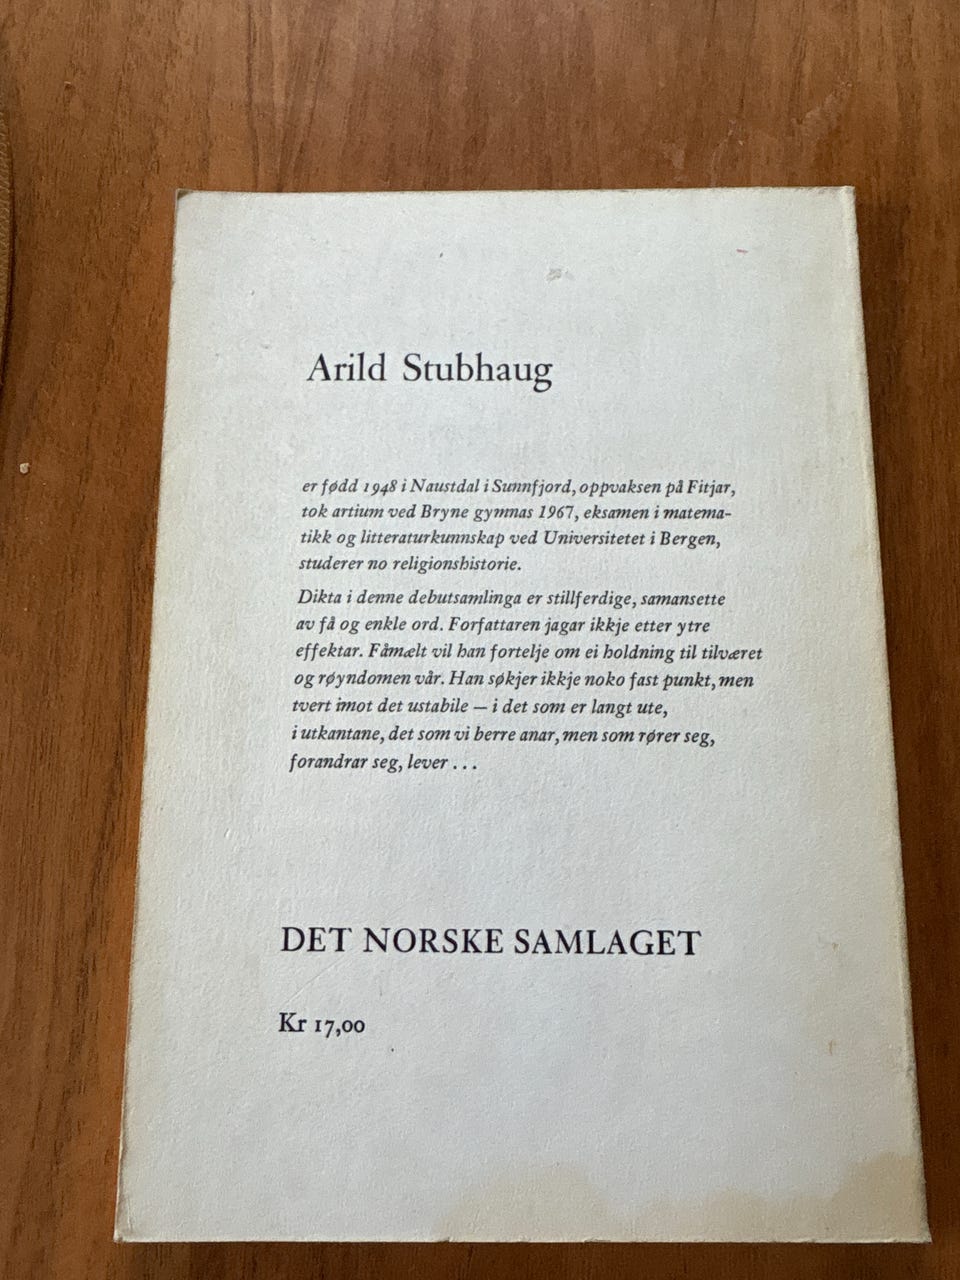 Arild Stubhaug
er fødd 1948 i Naustdal i Sunnfjord, oppvaksen på Fitjar,
tok artium ved Bryne gymnas 1967, eksamen i matema-
tikk og litteraturkunnskap ved Universitetet i Bergen,
studerer no religionshistorie.
Dikta i denne debutsamlinga er stillferdige, samansette
av få og enkle ord. Forfattaren jagar ikkje etter ytre
effektar. Fåmælt vil han fortelje om ei holdning til tilværet
og røyndomen vår. Han søkjer ikkje noko fast punkt, men
tvert imot det ustabile — i det som er langt ute,
i utkantane, det som vi berre anar, men som rører seg,
forandrar seg, lever . . .
DET NORSKE SAMLAGET
Kr 17,00